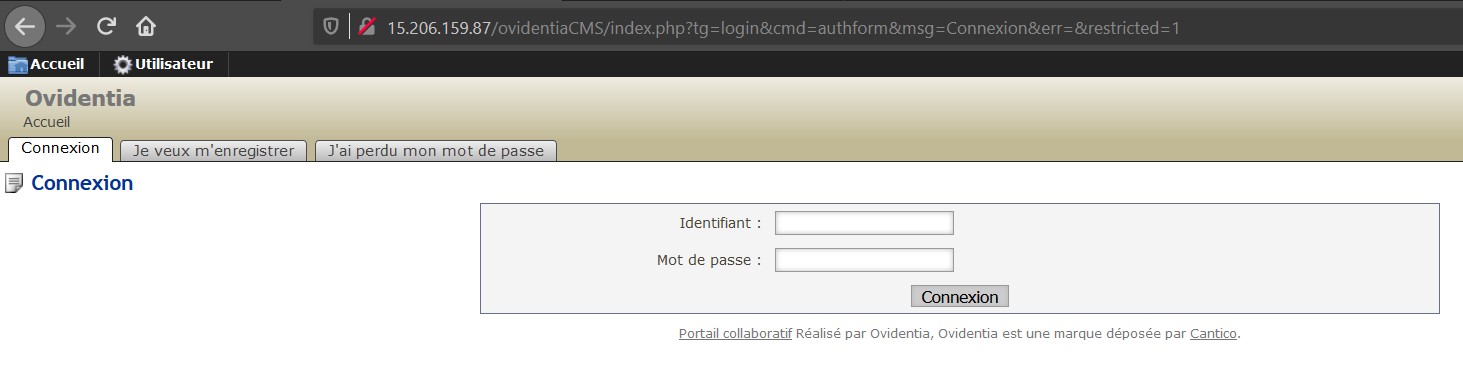 15.206.159.87/ovidentiaCMS/index.php?tg=login&cmd=authform&msg=Connexion&err=&restricted=1
Accueil Utilisateur
Ovidentia
Accueil
Connexion Je veux m'enregistrer J'ai perdu mon mot de passe
Connexion
Identifiant :
Mot de passe :
Connexion
Portail collaboratif Réalisé par Ovidentia, Ovidentia est une marque déposée par Cantico.